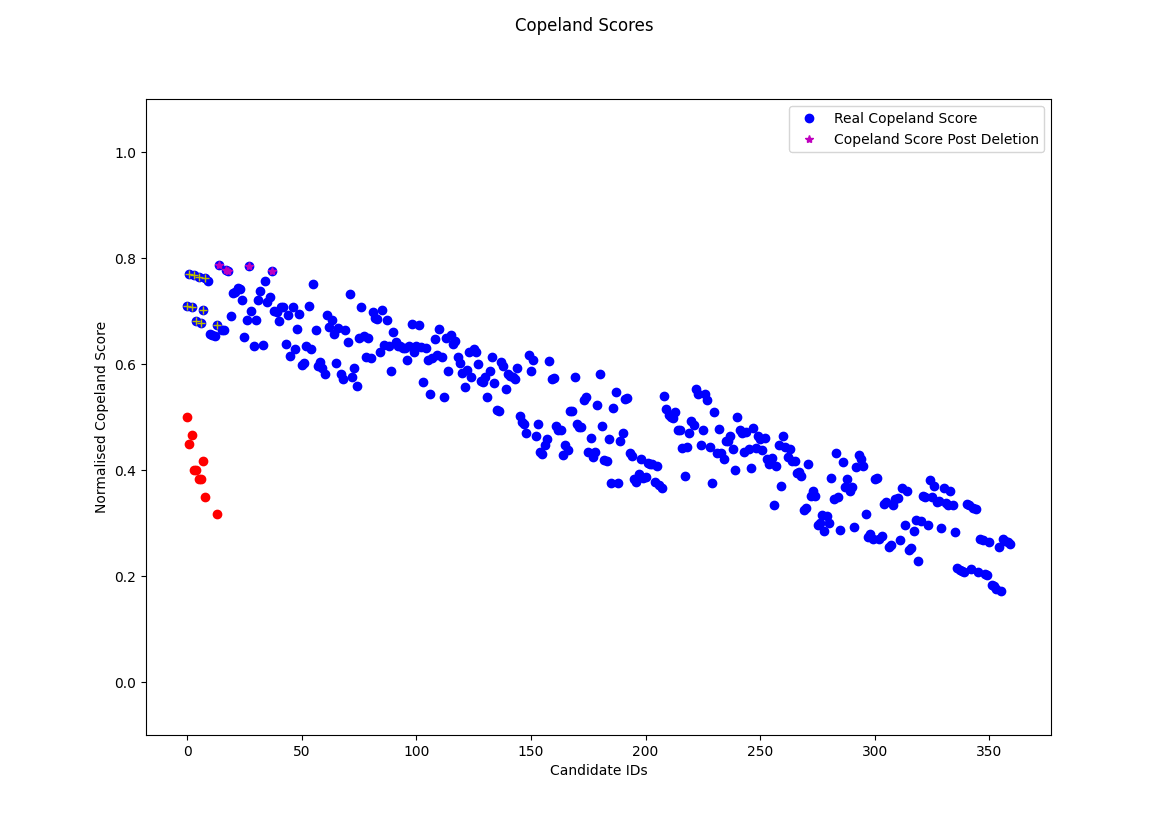 Copeland Scores
Real Copeland Score
Copeland Score Post Deletion
1.0
0.8
0.6
0.4
0.2
0.0
Normalised Copeland Score
0 50 100 150 200 250 300 350
Candidate IDs